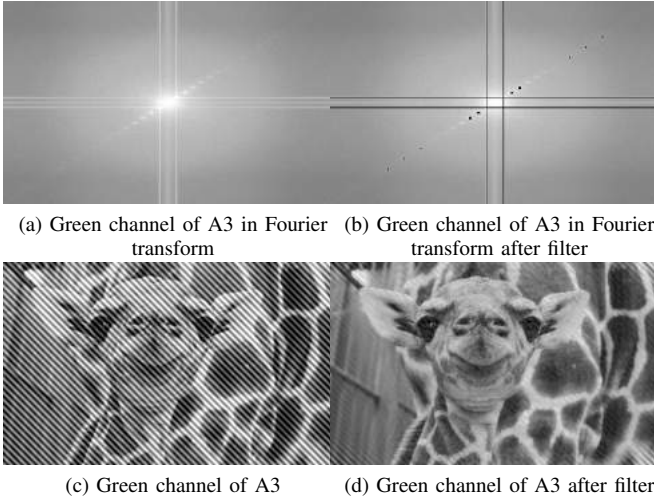 (a) Green channel of A3 in Fourier
transform
(b) Green channel of A3 in Fourier
transform after filter
(c) Green channel of A3
(d) Green channel of A3 after filter